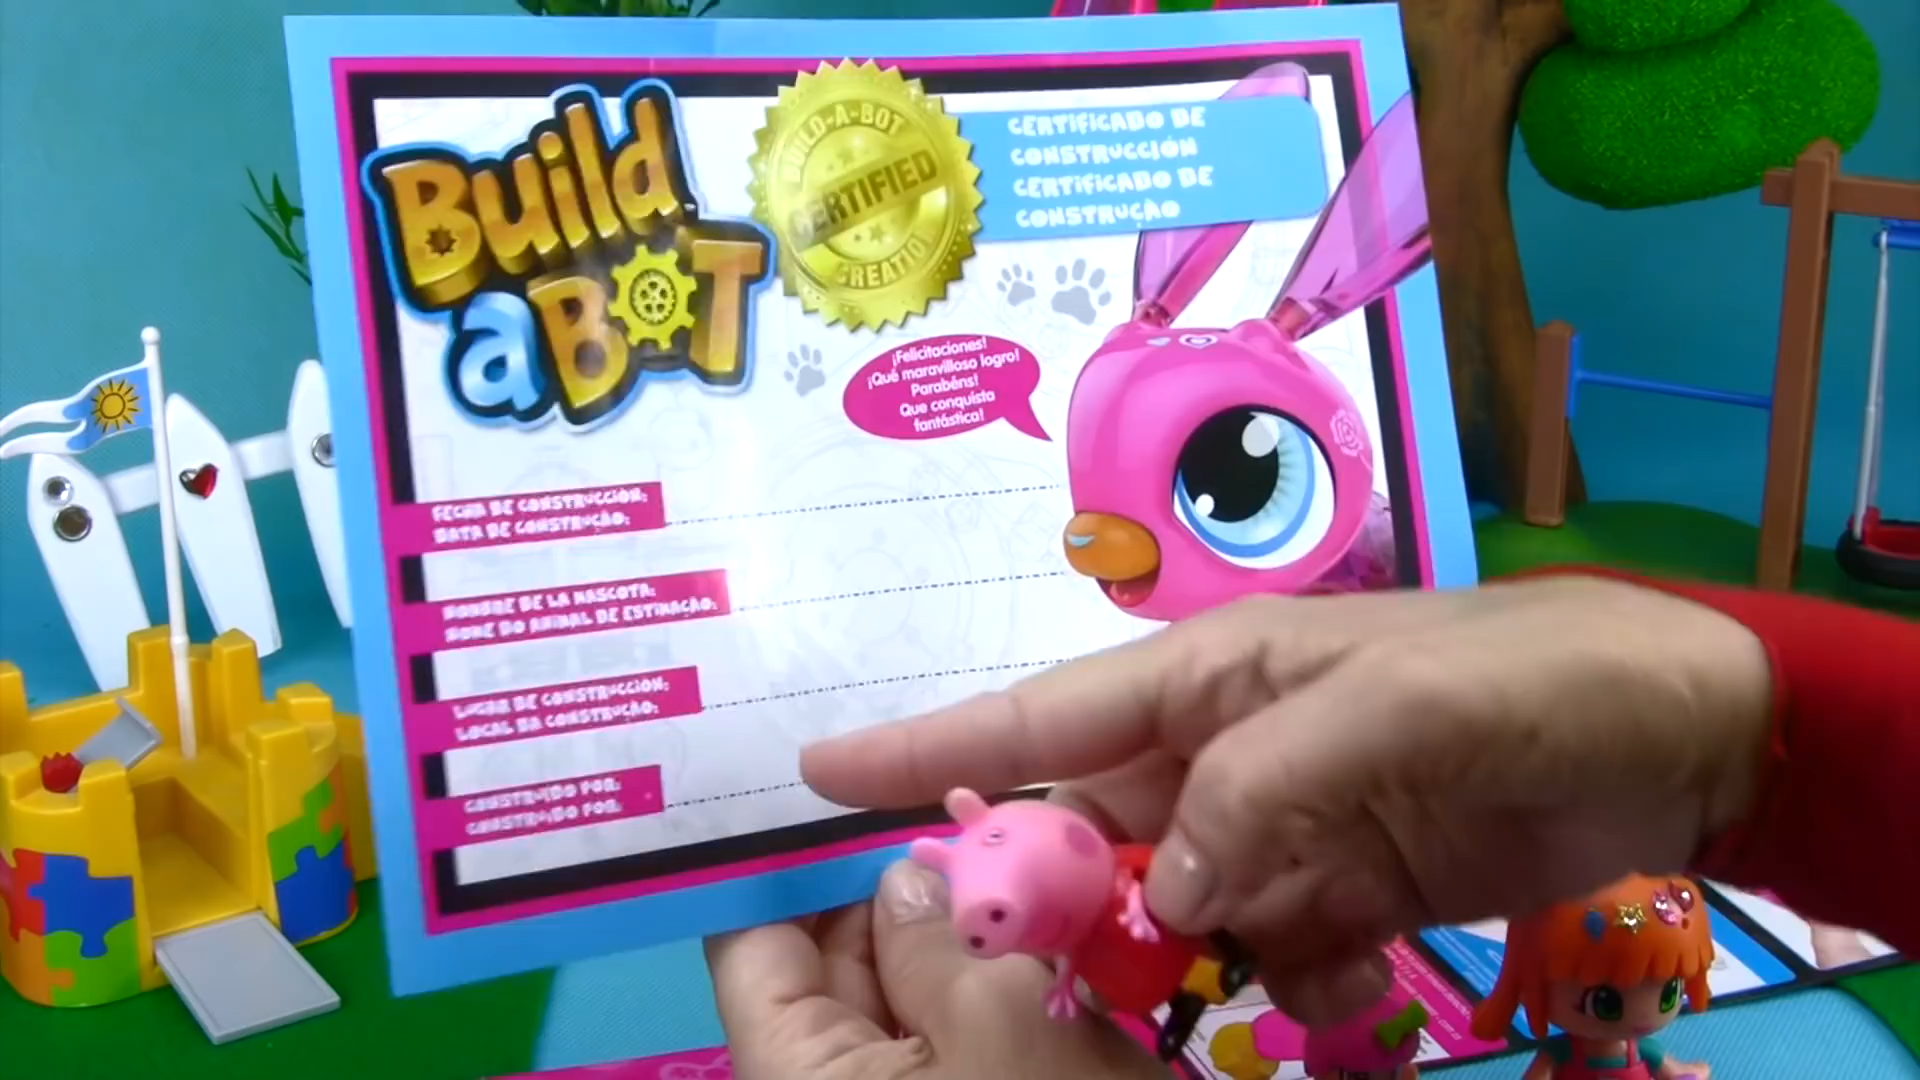 Build
a BOT
BUILD-A-BOT
CERTIFIED
CREATION
CERTIFICADO DE
CONSTRUCCIÓN
CERTIFICADO DE
CONSTRUÇÃO
¡Felicitaciones!
¡Qué maravilloso logro!
Parabéns!
Que conquista
fantástica!
FECHA DE CONSTRUCCIÓN:
DATA DE CONSTRUÇÃO:
NOMBRE DE LA MASCOTA:
NOME DO ANIMAL DE ESTIMAÇÃO:
LUGAR DE CONSTRUCCIÓN:
LOCAL DA CONSTRUÇÃO:
CONSTRUIDO POR:
CONSTRUÍDO POR: